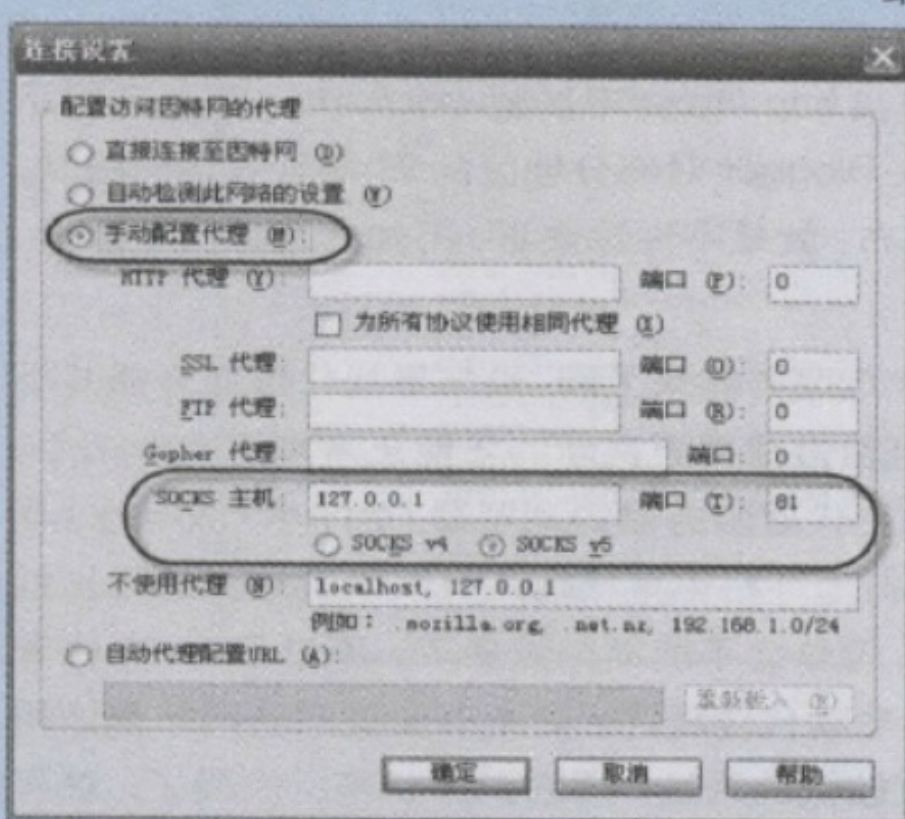 连接设置
配置访问因特网的代理
直接连接至因特网 (D)
自动检测此网络的设置 (W)
手动配置代理 (M):
HTTP 代理 (Y): 端口 (P): 0
为所有协议使用相同代理 (X)
SSL 代理: 端口 (O): 0
FTP 代理: 端口 (R): 0
Gopher 代理: 端口: 0
SOCKS 主机: 127.0.0.1 端口 (T): 81
SOCKS v4 SOCKS v5
不使用代理 (N) localhost, 127.0.0.1
例如: .mozilla.org, .net.nz, 192.168.1.0/24
自动代理配置URL (A):
重新载入 (E)
确定 取消 帮助